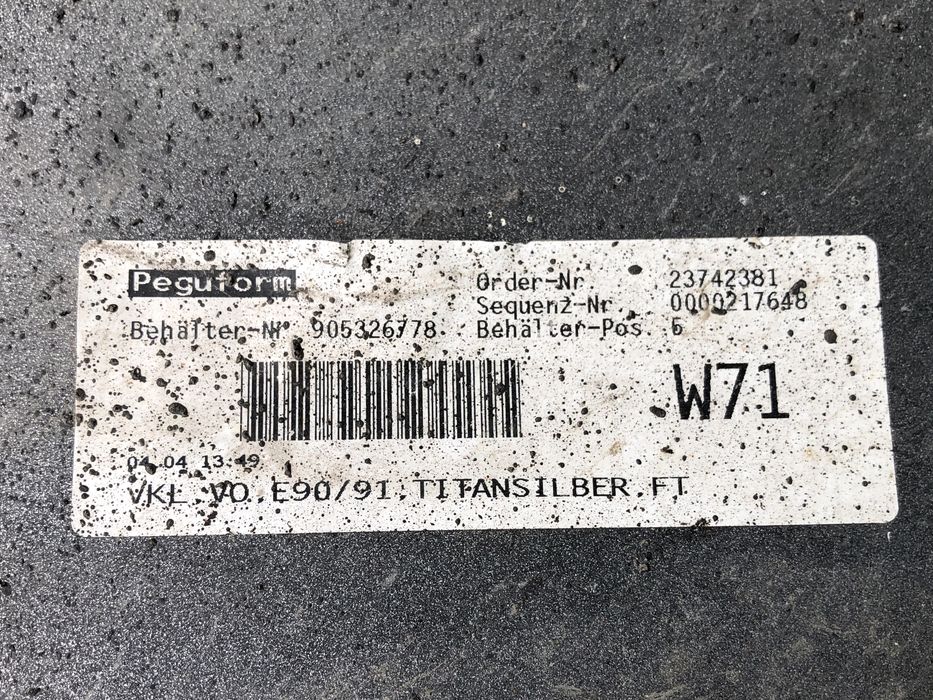 Peguform
Order-Nr. 23742381
Sequenz-Nr 0000217648
Behälter-Nr 905326778
Behälter-Pos. 6
W71
04.04 13:49
VKL VO E90/91 TITANSILBER FT